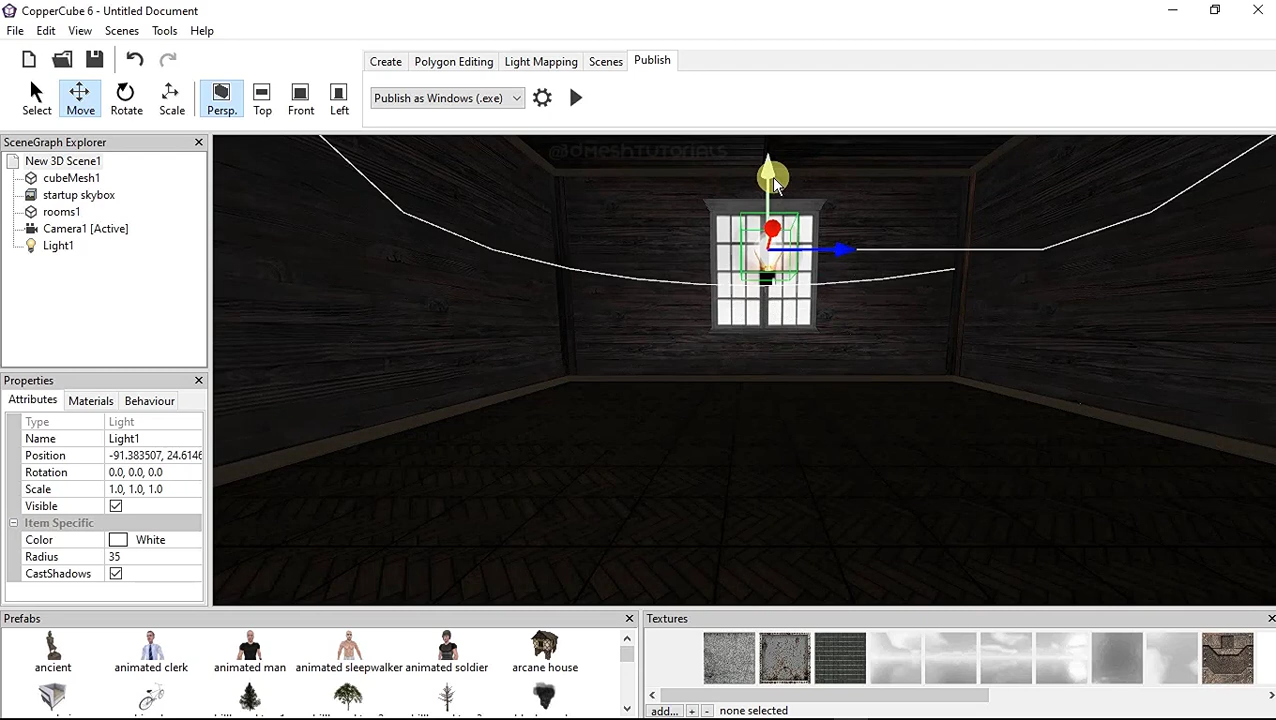 CopperCube 6 - Untitled Document
File Edit View Scenes Tools Help
Create Polygon Editing Light Mapping Scenes Publish
Select Move Rotate Scale Persp. Top Front Left
Publish as Windows (.exe)
SceneGraph Explorer
New 3D Scene1
cubeMesh1
startup skybox
rooms1
Camera1 [Active]
Light1
@3DMESHTUTORIALS
Properties
Attributes Materials Behaviour
Type Light
Name Light1
Position -91.383507, 24.6146
Rotation 0.0, 0.0, 0.0
Scale 1.0, 1.0, 1.0
Visible
Item Specific
Color White
Radius 35
CastShadows
Prefabs
ancient animated clerk animated man animated sleepwalker animated soldier arcane house
Textures
add... + - none selected